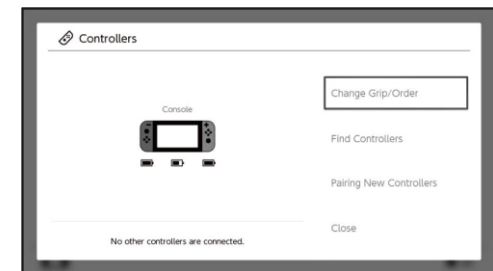 Controllers
Console
Change Grip/Order
Find Controllers
Pairing New Controllers
Close
No other controllers are connected.